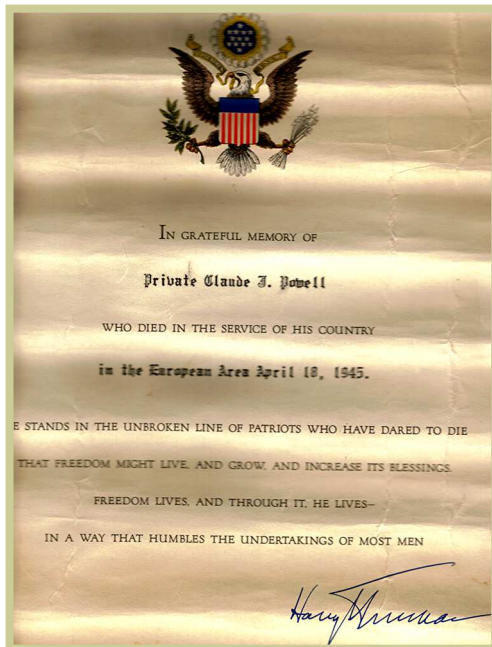 IN GRATEFUL MEMORY OF
Private Claude J. Powell
WHO DIED IN THE SERVICE OF HIS COUNTRY
in the European Area April 18, 1945.
E STANDS IN THE UNBROKEN LINE OF PATRIOTS WHO HAVE DARED TO DIE
THAT FREEDOM MIGHT LIVE, AND GROW, AND INCREASE ITS BLESSINGS.
FREEDOM LIVES, AND THROUGH IT, HE LIVES—
IN A WAY THAT HUMBLES THE UNDERTAKINGS OF MOST MEN
Harry Truman